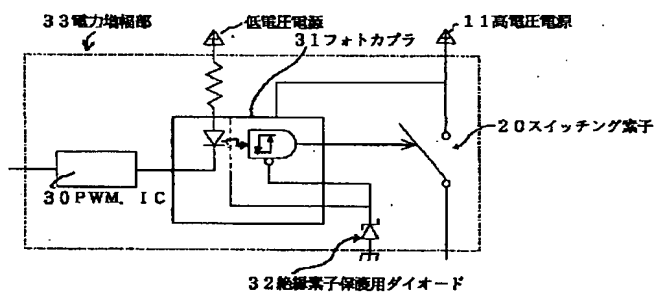 33電力増幅部
低電圧電源
11高電圧電源
31フォトカプラ
20スイッチング素子
30PWM．IC
32絶縁素子保護用ダイオード